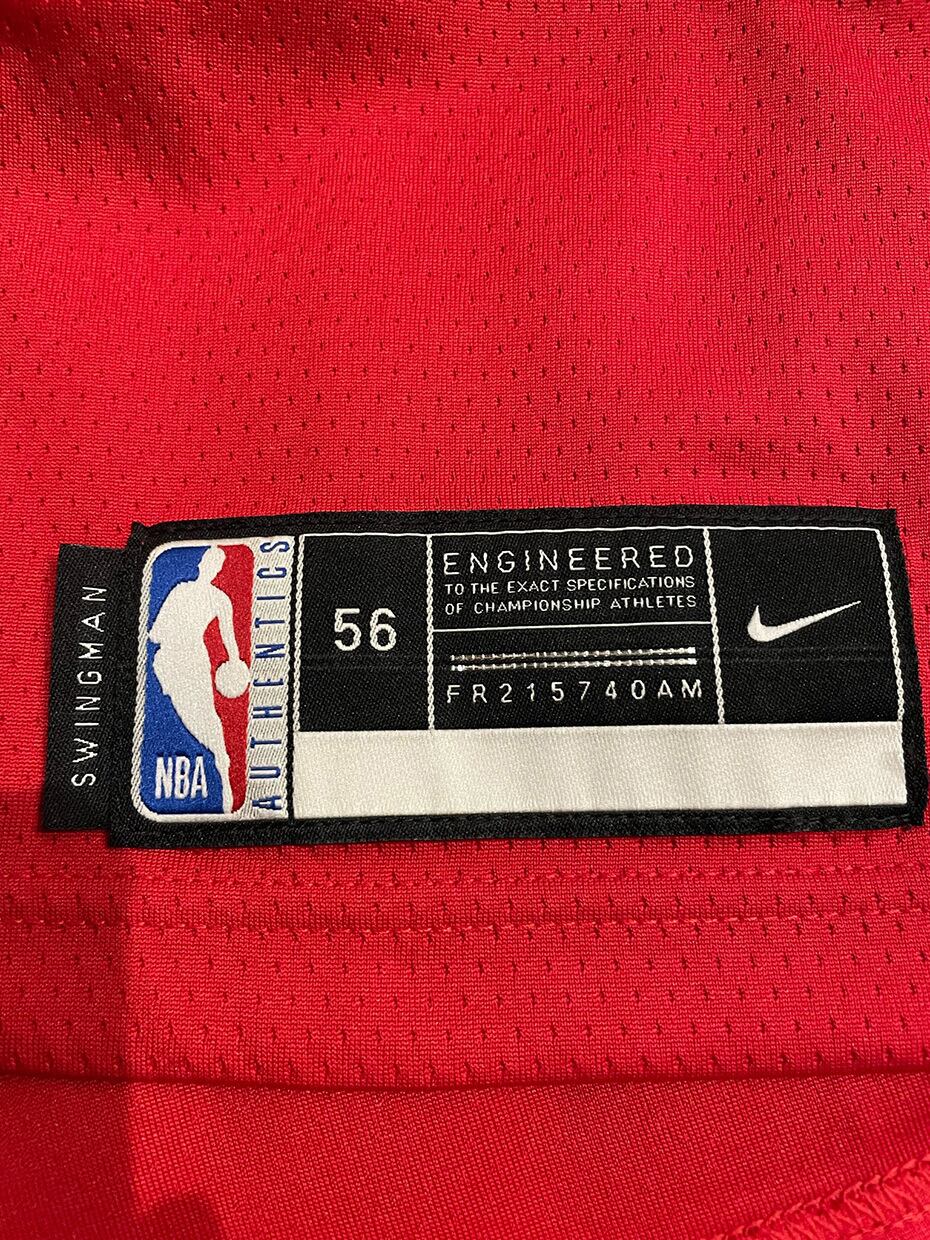 SWINGMAN
NBA
AUTHENTICS
56
ENGINEERED
TO THE EXACT SPECIFICATIONS
OF CHAMPIONSHIP ATHLETES
FR215740AM